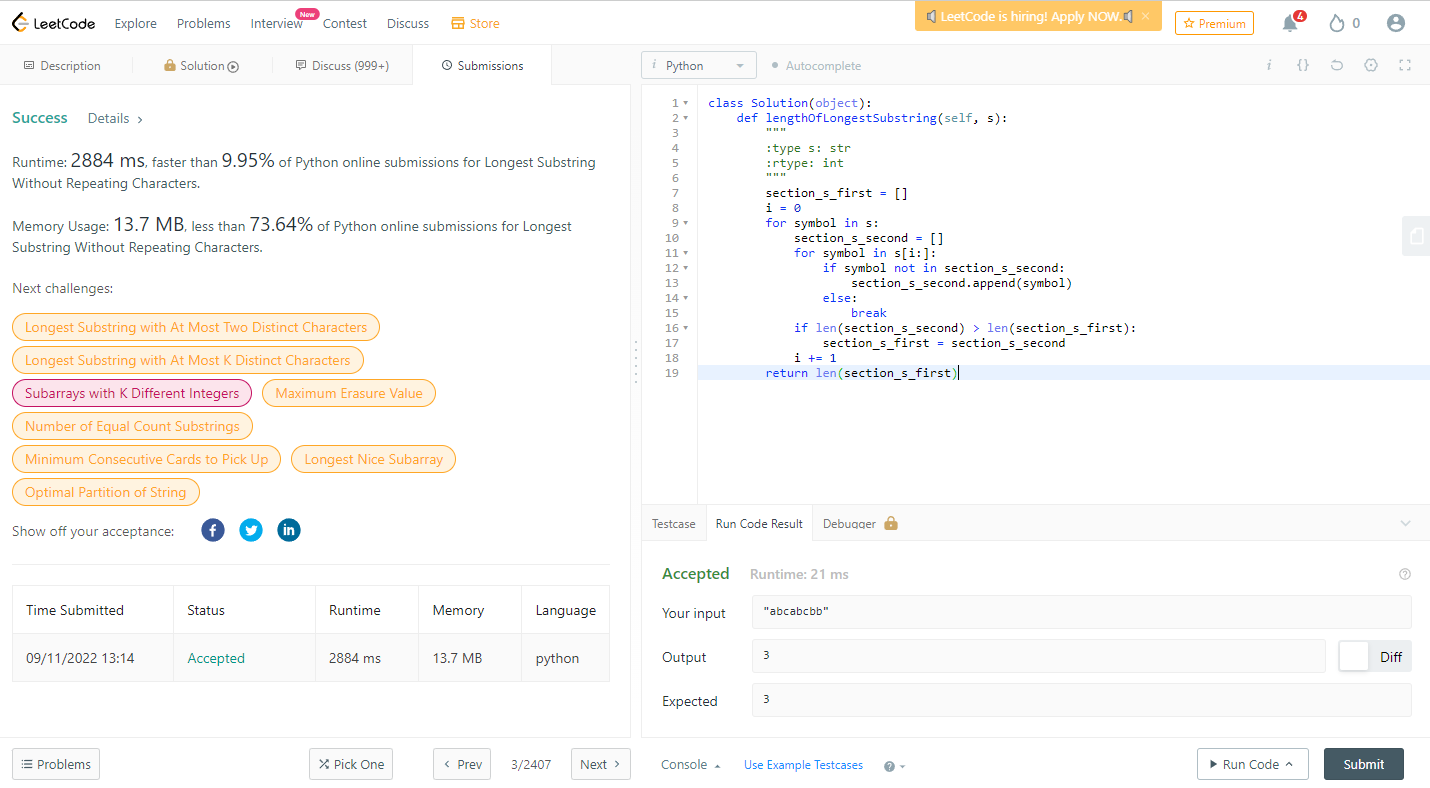 LeetCode Explore Problems Interview New Contest Discuss Store LeetCode is hiring! Apply NOW. × Premium 4 0
Description Solution Discuss (999+) Submissions
i Python Autocomplete i {}
Success Details >
Runtime: 2884 ms, faster than 9.95% of Python online submissions for Longest Substring
Without Repeating Characters.
Memory Usage: 13.7 MB, less than 73.64% of Python online submissions for Longest
Substring Without Repeating Characters.
Next challenges:
Longest Substring with At Most Two Distinct Characters
Longest Substring with At Most K Distinct Characters
Subarrays with K Different Integers Maximum Erasure Value
Number of Equal Count Substrings
Minimum Consecutive Cards to Pick Up Longest Nice Subarray
Optimal Partition of String
Show off your acceptance: f in
Time Submitted Status Runtime Memory Language
09/11/2022 13:14 Accepted 2884 ms 13.7 MB python
1 class Solution(object):
2     def lengthOfLongestSubstring(self, s):
3         """
4         :type s: str
5         :rtype: int
6         """
7         section_s_first = []
8         i = 0
9         for symbol in s:
10             section_s_second = []
11             for symbol in s[i:]:
12                 if symbol not in section_s_second:
13                     section_s_second.append(symbol)
14                 else:
15                     break
16             if len(section_s_second) > len(section_s_first):
17                 section_s_first = section_s_second
18             i += 1
19         return len(section_s_first)
Testcase Run Code Result Debugger
Accepted Runtime: 21 ms ?
Your input "abcabcbb"
Output 3 Diff
Expected 3
Problems Pick One < Prev 3/2407 Next > Console Use Example Testcases ? Run Code Submit